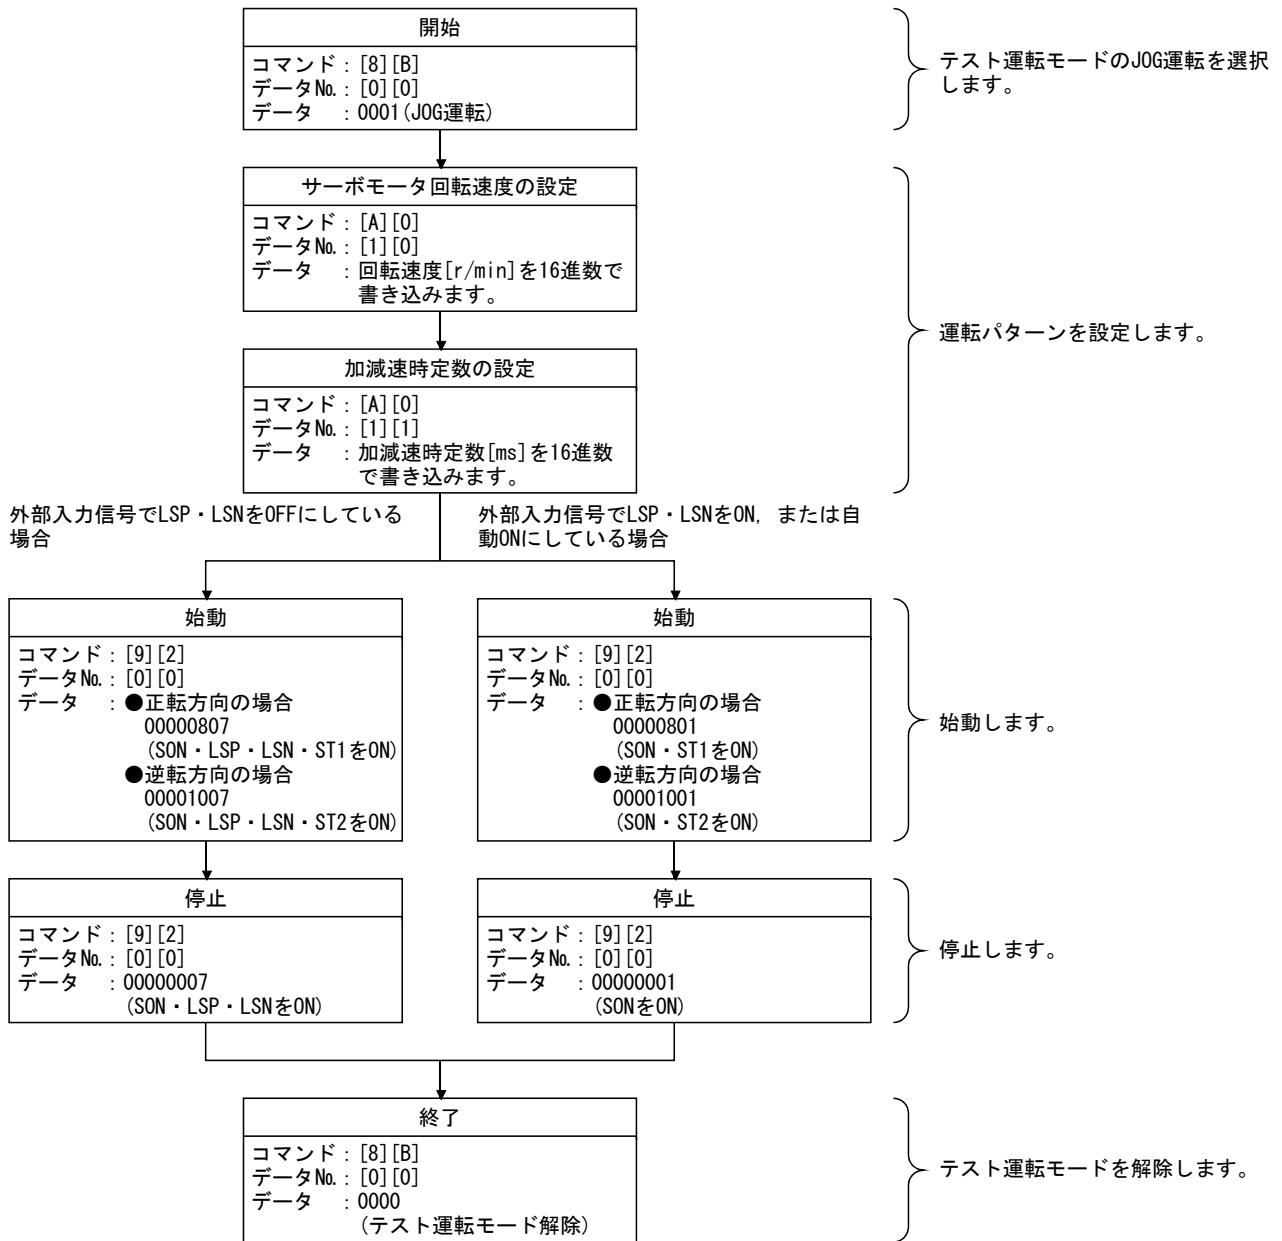 開始
コマンド：[8][B]
データNo.：[0][0]
データ　：0001(JOG運転)
テスト運転モードのJOG運転を選択
します。
サーボモータ回転速度の設定
コマンド：[A][0]
データNo.：[1][0]
データ　：回転速度[r/min]を16進数で
書き込みます。
加減速時定数の設定
コマンド：[A][0]
データNo.：[1][1]
データ　：加減速時定数[ms]を16進数
で書き込みます。
運転パターンを設定します。
外部入力信号でLSP・LSNをOFFにしている
場合
外部入力信号でLSP・LSNをON，または自
動ONにしている場合
始動
コマンド：[9][2]
データNo.：[0][0]
データ　：●正転方向の場合
00000807
(SON・LSP・LSN・ST1をON)
●逆転方向の場合
00001007
(SON・LSP・LSN・ST2をON)
始動
コマンド：[9][2]
データNo.：[0][0]
データ　：●正転方向の場合
00000801
(SON・ST1をON)
●逆転方向の場合
00001001
(SON・ST2をON)
始動します。
停止
コマンド：[9][2]
データNo.：[0][0]
データ　：00000007
(SON・LSP・LSNをON)
停止
コマンド：[9][2]
データNo.：[0][0]
データ　：00000001
(SONをON)
停止します。
終了
コマンド：[8][B]
データNo.：[0][0]
データ　：0000
(テスト運転モード解除)
テスト運転モードを解除します。